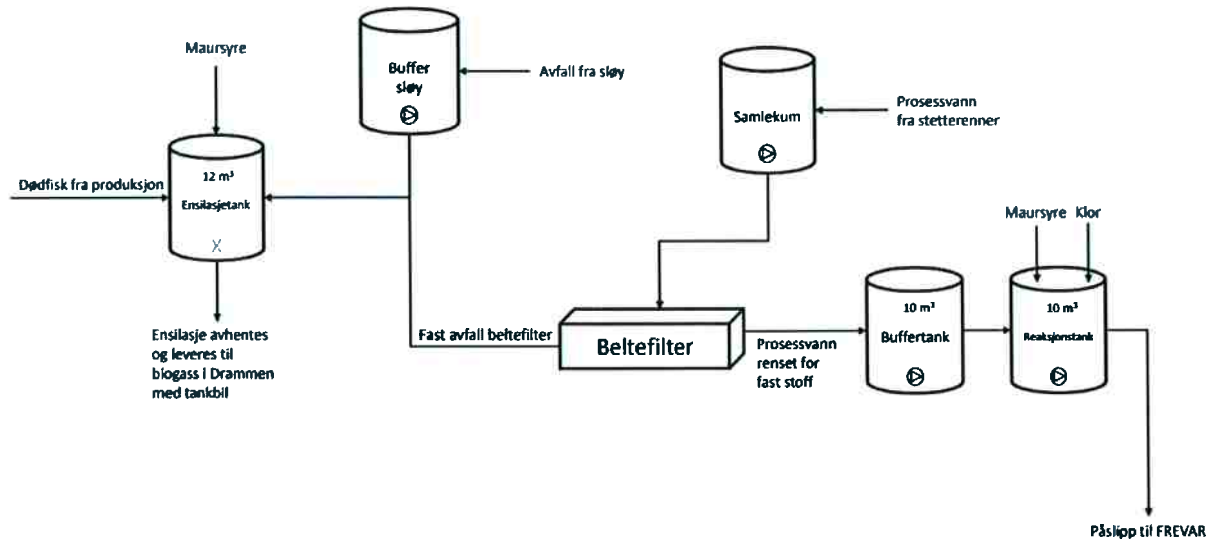 Maursyre
Buffer
sløy
Avfall fra sløy
Samlekum
Prosessvann
fra stetterenner
Dødfisk fra produksjon
12 m³
Ensilasjetank
X
Ensilasje avhentes
og leveres til
biogass i Drammen
med tankbil
Fast avfall beltefilter
Beltefilter
Prosessvann
renset for
fast stoff
10 m³
Buffertank
Maursyre
Klor
10 m³
Reaksjonstank
Påslipp til FREVAR